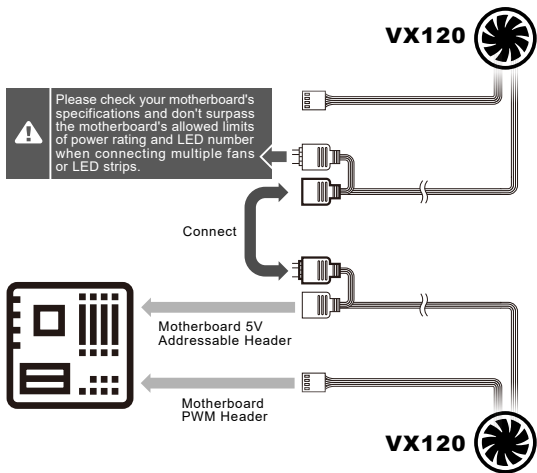 VX120
Please check your motherboard's
specifications and don't surpass
the motherboard's allowed limits
of power rating and LED number
when connecting multiple fans
or LED strips.
Connect
Motherboard 5V
Addressable Header
Motherboard
PWM Header
VX120